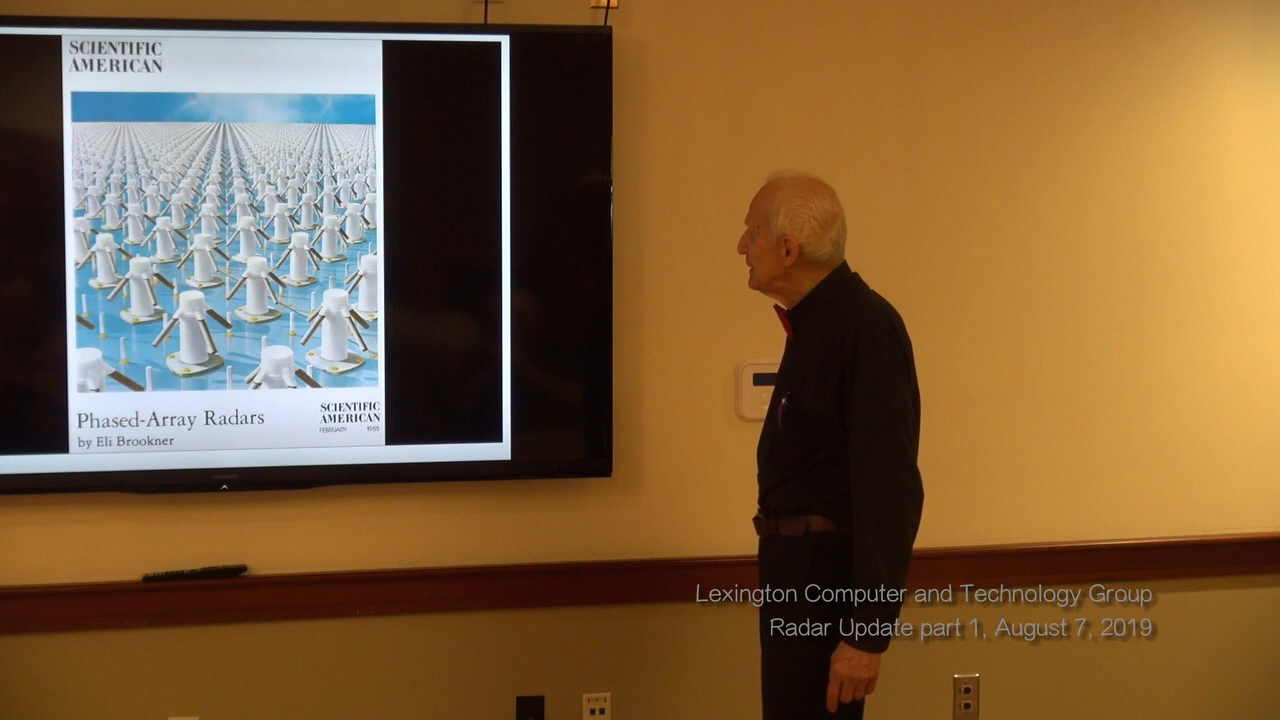 SCIENTIFIC
AMERICAN
Phased-Array Radars
by Eli Brookner
SCIENTIFIC
AMERICAN
FEBRUARY 1985
Lexington Computer and Technology Group
Radar Update part 1, August 7, 2019